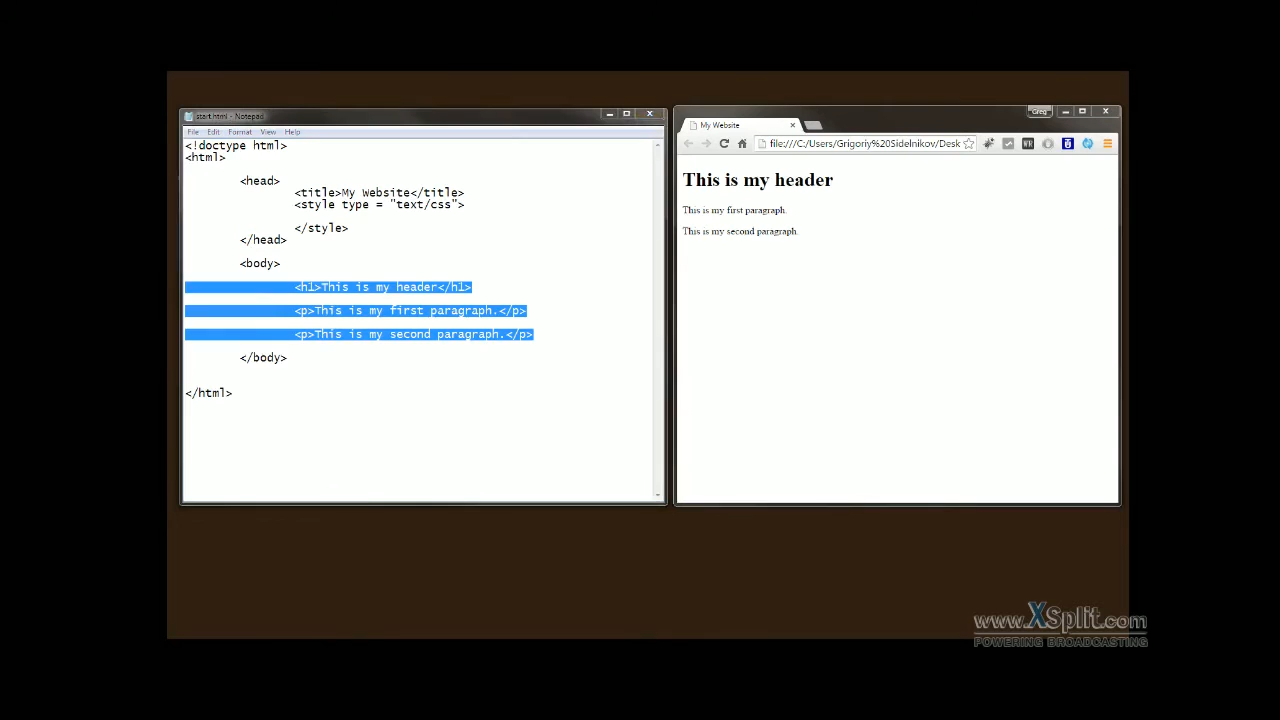 start.html - Notepad
File Edit Format View Help
<!doctype html>
<html>
<head>
<title>My Website</title>
<style type = "text/css">
</style>
</head>
<body>
<h1>This is my header</h1>
<p>This is my first paragraph.</p>
<p>This is my second paragraph.</p>
</body>
</html>
Greg
My Website
file:///C:/Users/Grigoriy%20Sidelnikov/Desk
This is my header
This is my first paragraph.
This is my second paragraph.
www.XSplit.com
POWERING BROADCASTING